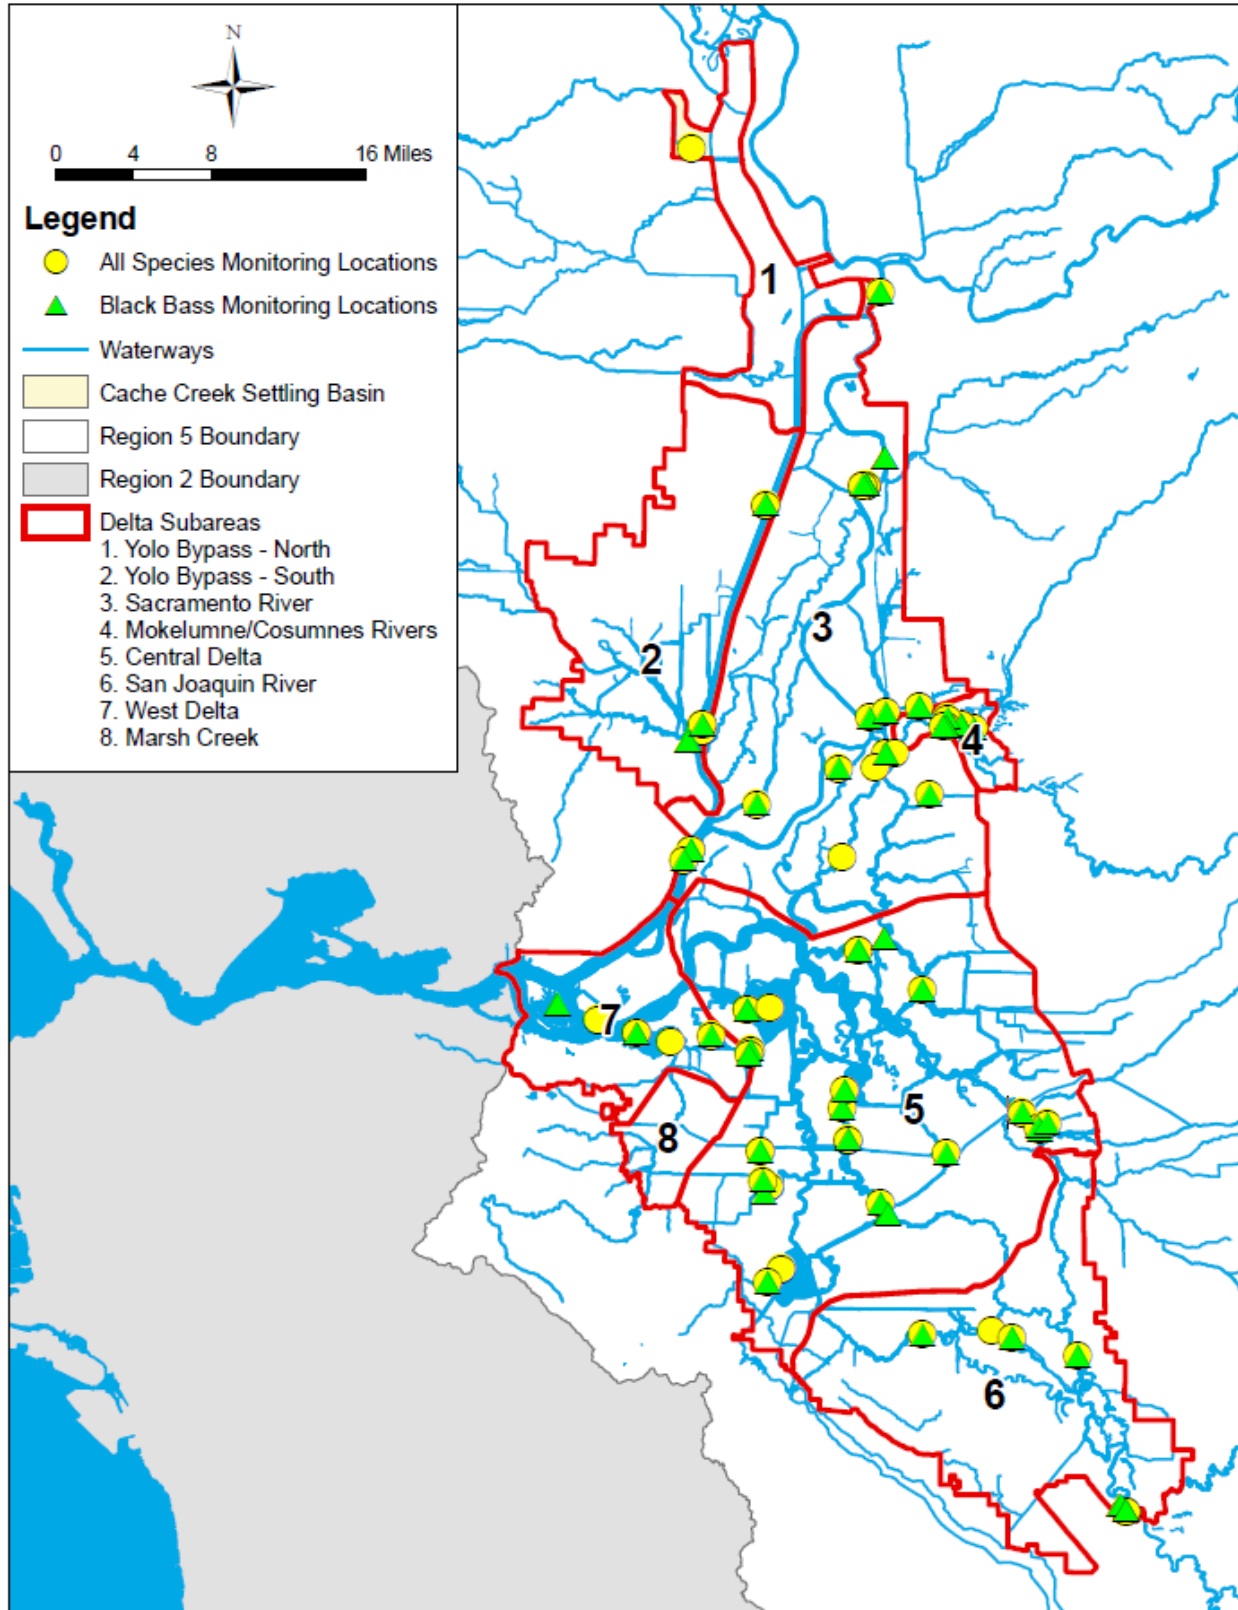 N
0 4 8 16 Miles
Legend
All Species Monitoring Locations
Black Bass Monitoring Locations
Waterways
Cache Creek Settling Basin
Region 5 Boundary
Region 2 Boundary
Delta Subareas
1. Yolo Bypass - North
2. Yolo Bypass - South
3. Sacramento River
4. Mokelumne/Cosumnes Rivers
5. Central Delta
6. San Joaquin River
7. West Delta
8. Marsh Creek
1
3
2
4
7
5
8
6